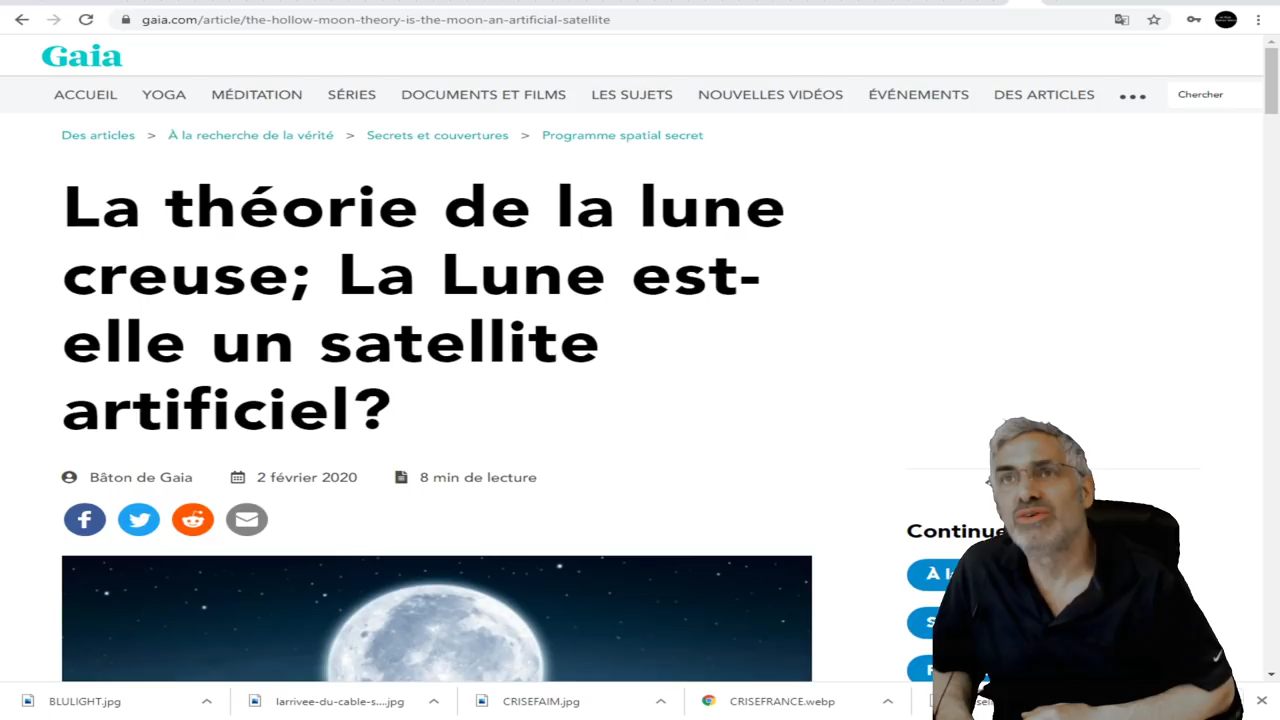 gaia.com/article/the-hollow-moon-theory-is-the-moon-an-artificial-satellite
Gaia
ACCUEIL YOGA MÉDITATION SÉRIES DOCUMENTS ET FILMS LES SUJETS NOUVELLES VIDÉOS ÉVÉNEMENTS DES ARTICLES ••• Chercher
Des articles > À la recherche de la vérité > Secrets et couvertures > Programme spatial secret
La théorie de la lune
creuse; La Lune est-
elle un satellite
artificiel?
Bâton de Gaia 2 février 2020 8 min de lecture
Continue
À l
S
BLULIGHT.jpg larrivee-du-cable-s....jpg CRISEFAIM.jpg CRISEFRANCE.webp